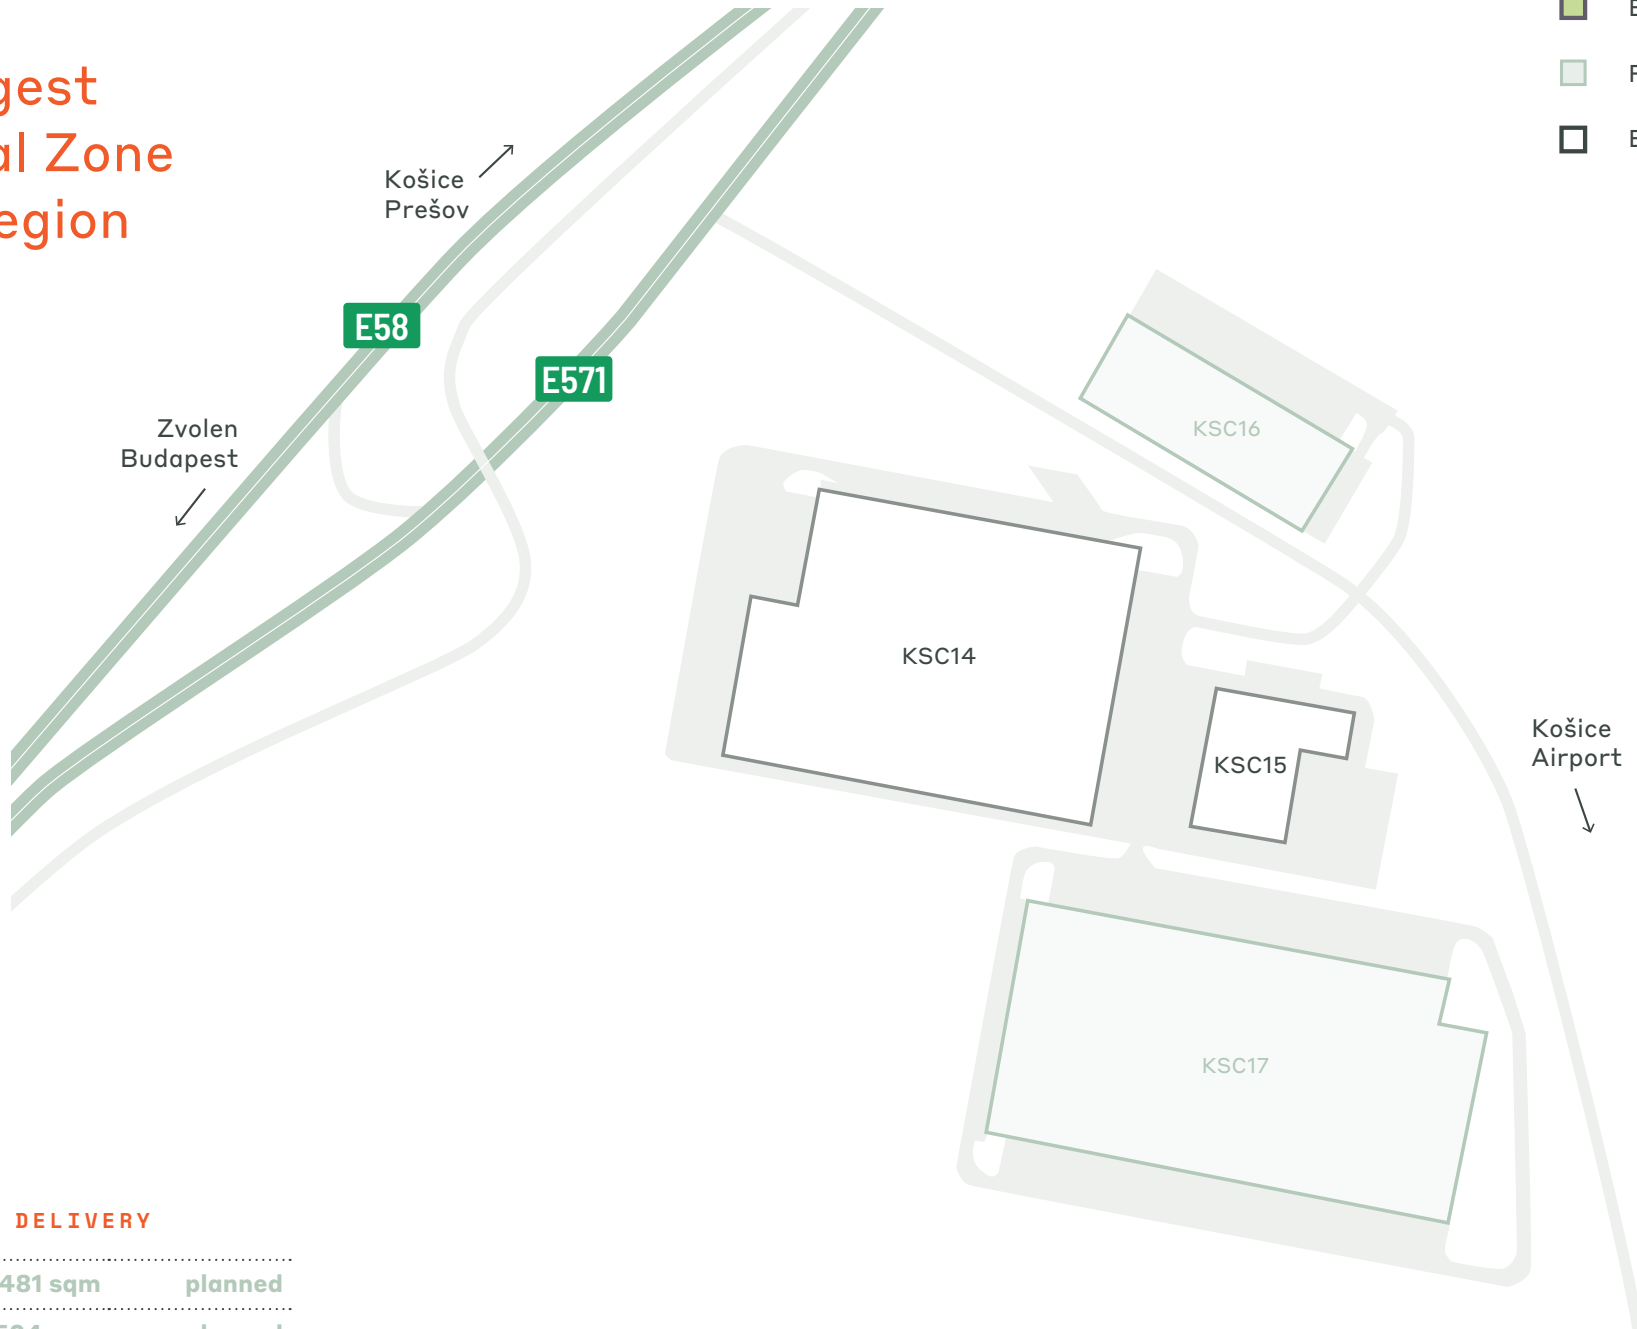 gest
al Zone
egion
Košice
Prešov
E58
E571
Zvolen
Budapest
KSC16
KSC14
KSC15
Košice
Airport
KSC17
DELIVERY
481 sqm planned